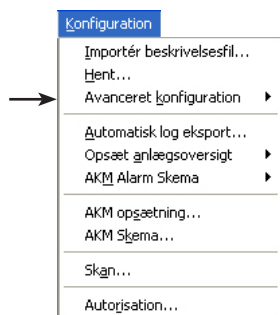 Konfiguration
Importér beskrivelsesfil...
Hent...
Avanceret konfiguration
Automatisk log eksport...
Opsæt anlægsoversigt
AKM Alarm Skema
AKM opsætning...
AKM Skema...
Skan...
Autorisation...